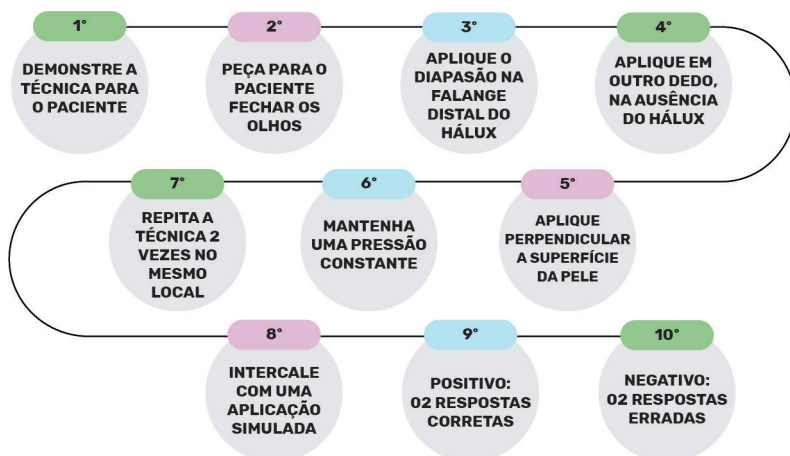 1°
DEMONSTRE A
TÉCNICA PARA
O PACIENTE
2°
PEÇA PARA O
PACIENTE
FECHAR OS
OLHOS
3°
APLIQUE O
DIAPASÃO NA
FALANGE
DISTAL DO
HÁLUX
4°
APLIQUE EM
OUTRO DEDO,
NA AUSÊNCIA
DO HÁLUX
5°
APLIQUE
PERPENDICULAR
A SUPERFÍCIE
DA PELE
6°
MANTENHA
UMA PRESSÃO
CONSTANTE
7°
REPITA A
TÉCNICA 2
VEZES NO
MESMO
LOCAL
8°
INTERCALE
COM UMA
APLICAÇÃO
SIMULADA
9°
POSITIVO:
02 RESPOSTAS
CORRETAS
10°
NEGATIVO:
02 RESPOSTAS
ERRADAS